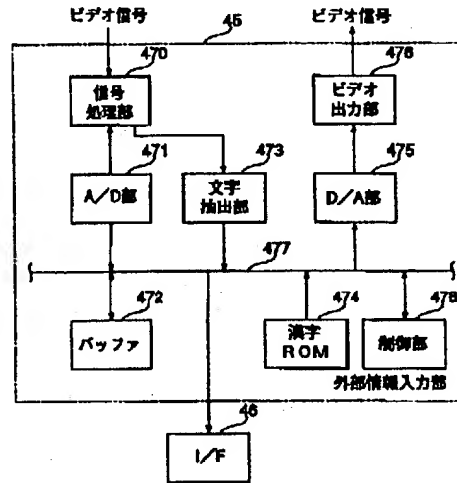 ビデオ信号
ビデオ信号
45
470
476
信号
処理部
ビデオ
出力部
471
473
475
A/D部
文字
抽出部
D/A部
477
472
474
478
バッファ
漢字
ROM
制御部
外部情報入力部
46
I/F